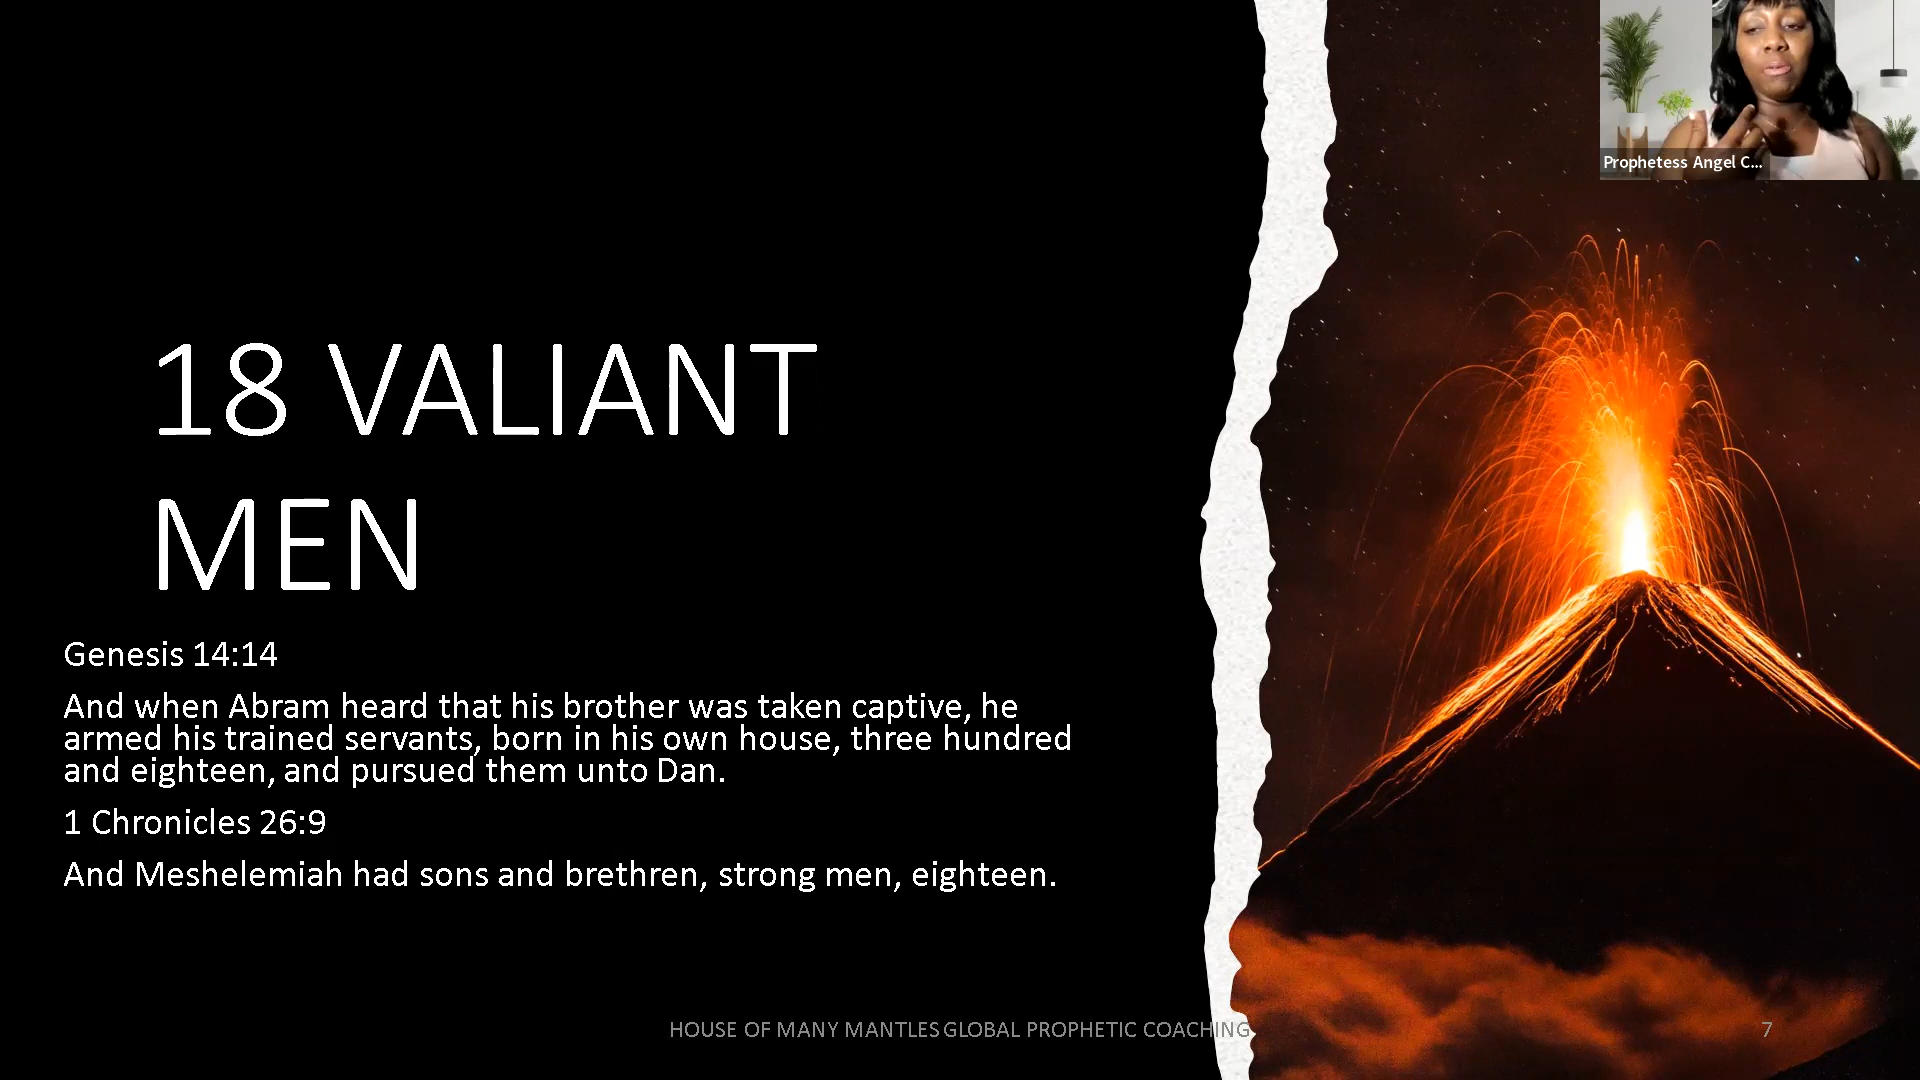 Prophetess Angel C...
18 VALIANT
MEN
Genesis 14:14
And when Abram heard that his brother was taken captive, he
armed his trained servants, born in his own house, three hundred
and eighteen, and pursued them unto Dan.
1 Chronicles 26:9
And Meshelemiah had sons and brethren, strong men, eighteen.
HOUSE OF MANY MANTLES GLOBAL PROPHETIC COACHING
7